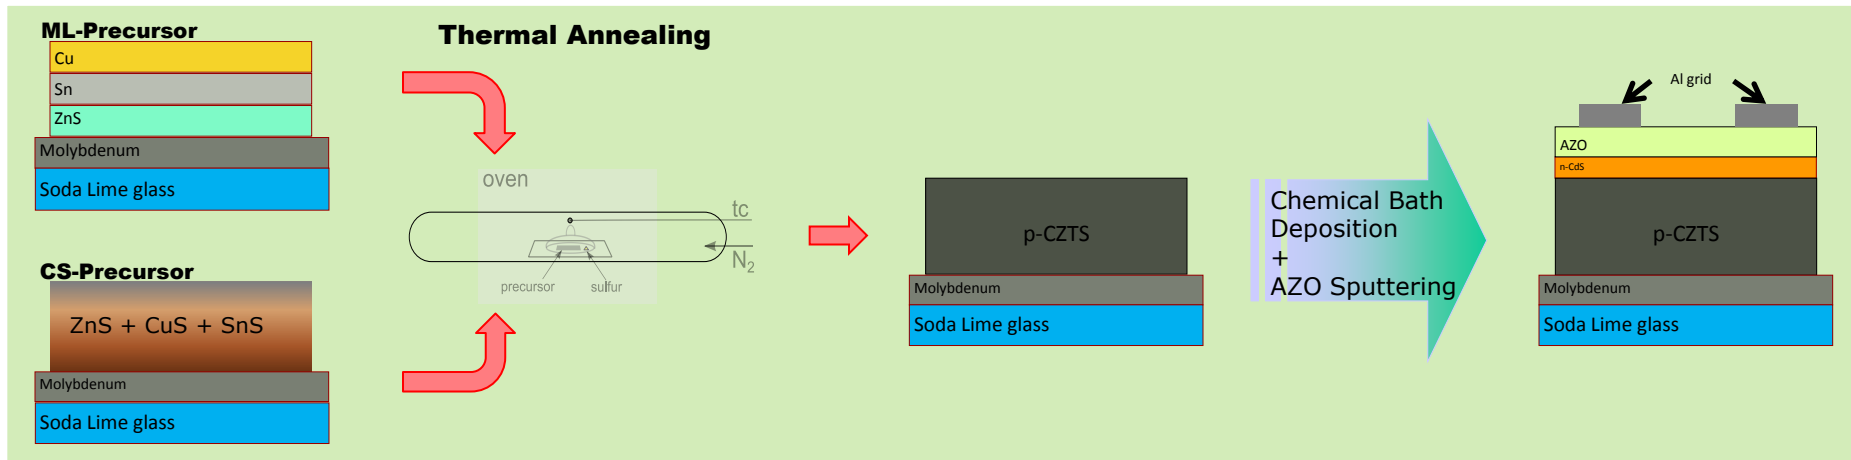 ML-Precursor
Cu
Sn
ZnS
Molybdenum
Soda Lime glass
CS-Precursor
ZnS + CuS + SnS
Molybdenum
Soda Lime glass
Thermal Annealing
oven
tc
N₂
precursor
sulfur
p-CZTS
Molybdenum
Soda Lime glass
Chemical Bath
Deposition
+
AZO Sputtering
Al grid
AZO
n-CdS
p-CZTS
Molybdenum
Soda Lime glass